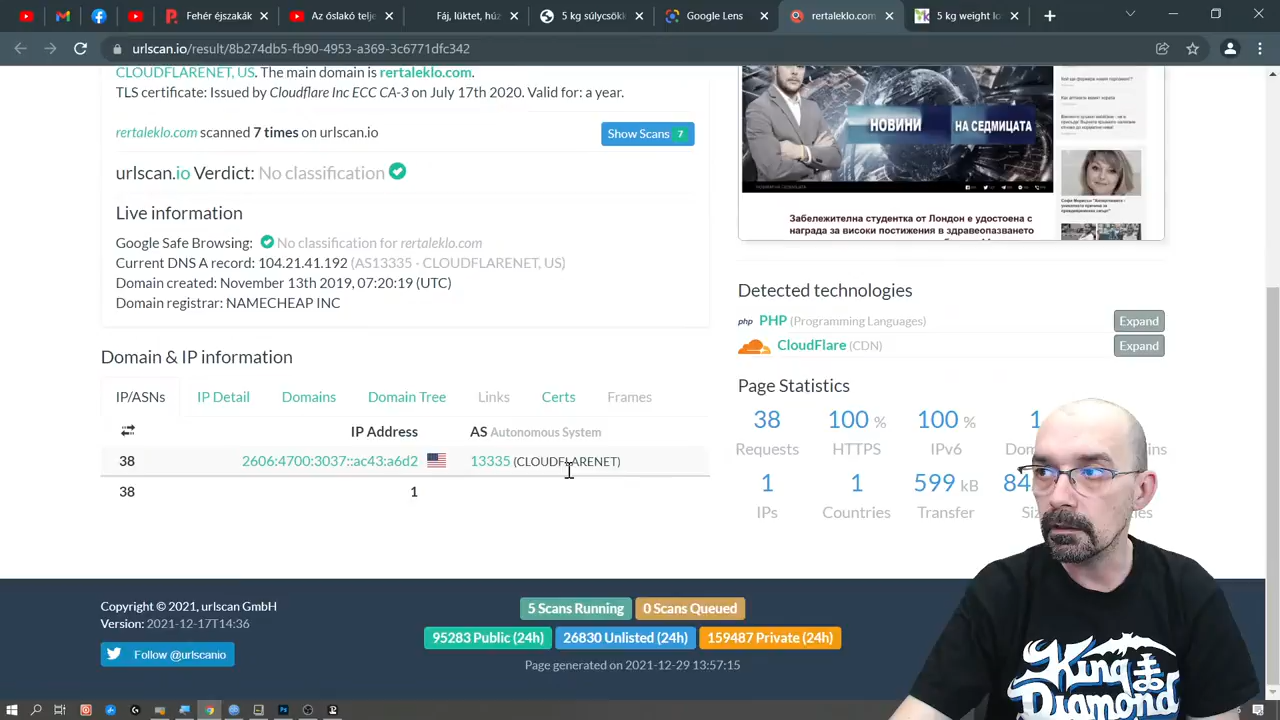 Fehérje kakaó
Az őslakó telje
Fáj, lüktet, húz
5 kg súlycsökk
Google Lens
rertaleklo.com
5 kg weight lo
urlscan.io/result/8b274db5-fb90-4953-a369-3c6771dfc342
CLOUDFLARENET, US. The main domain is rertaleklo.com.
TLS certificate: Issued by Cloudflare Inc
2020. Valid for: a year.
rertaleklo.com scanned 7 times on urlscan.io
Show Scans 7
urlscan.io Verdict: No classification
Live information
Google Safe Browsing: No classification for rertaleklo.com
Current DNS A record: 104.21.41.192 (AS13335 - CLOUDFLARENET, US)
Domain created: November 13th 2019, 07:20:19 (UTC)
Domain registrar: NAMECHEAP INC
Domain & IP information
IP/ASNs IP Detail Domains Domain Tree Links Certs Frames
IP Address AS Autonomous System
38 2606:4700:3037::ac43:a6d2 13335 (CLOUDFLARENET)
38 1
НОВИНИ НА СЕДМИЦАТА
Забележителна студентка от Лондон е удостоена с
награда за високи постижения в здравеопазването
Detected technologies
php PHP (Programming Languages) Expand
CloudFlare (CDN) Expand
Page Statistics
38 100 % 100 % 1
Requests HTTPS IPv6
1 1 599 kB 84
IPs Countries Transfer
Copyright © 2021, urlscan GmbH
Version: 2021-12-17T14:36
Follow @urlscanio
5 Scans Running 0 Scans Queued
95283 Public (24h) 26830 Unlisted (24h) 159487 Private (24h)
Page generated on 2021-12-29 13:57:15
King
Diamond